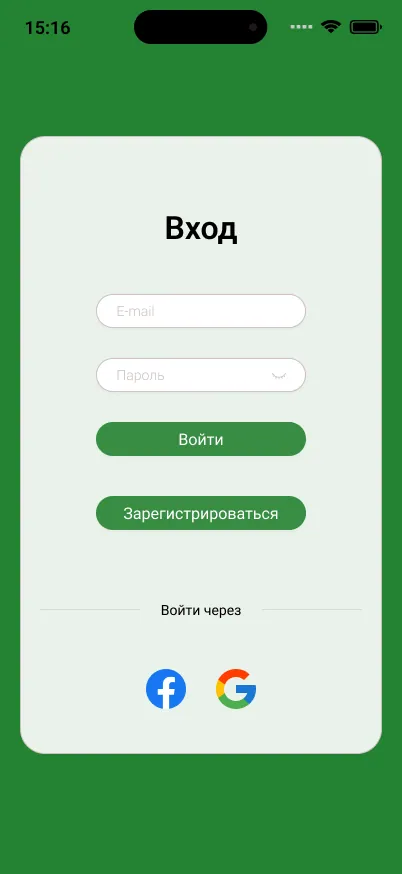 15:16
Вход
E-mail
Пароль
Войти
Зарегистрироваться
Войти через